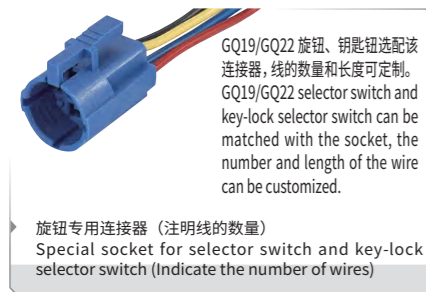 GQ19/GQ22 旋钮、钥匙钮选配该
连接器，线的数量和长度可定制。
GQ19/GQ22 selector switch and
key-lock selector switch can be
matched with the socket, the
number and length of the wire
can be customized.
旋钮专用连接器（注明线的数量）
Special socket for selector switch and key-lock
selector switch (Indicate the number of wires)